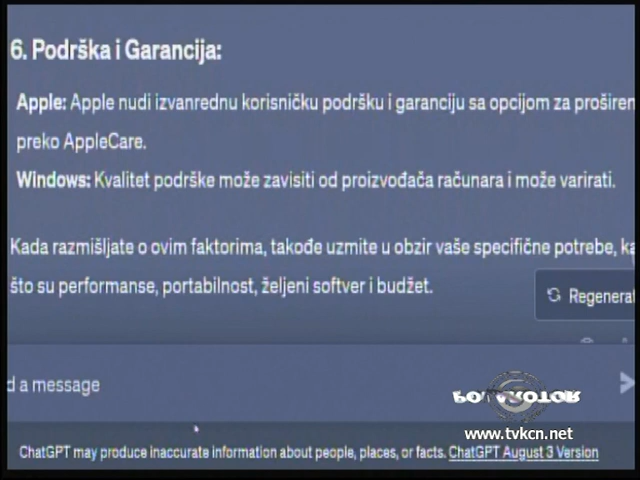 6. Podrška i Garancija:
Apple: Apple nudi izvanrednu korisničku podršku i garanciju sa opcijom za proširen
preko AppleCare.
Windows: Kvalitet podrške može zavisiti od proizvođača računara i može varirati.
Kada razmišljate o ovim faktorima, takođe uzmite u obzir vaše specifične potrebe, ka
što su performanse, portabilnost, željeni softver i budžet.
Regenerat
d a message
www.tvkcn.net
ChatGPT may produce inaccurate information about people, places, or facts. ChatGPT August 3 Version